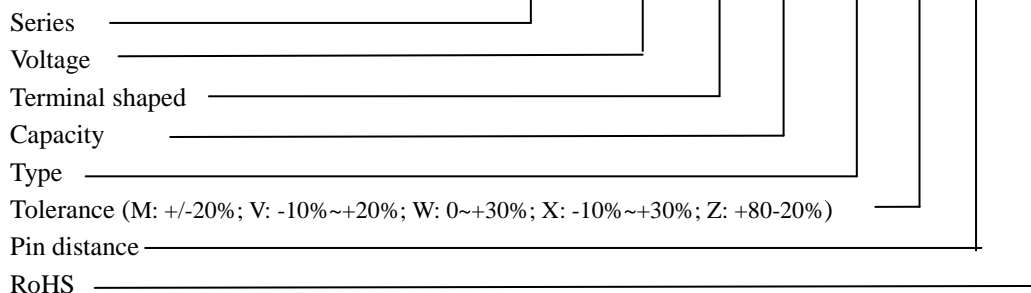 Series
Voltage
Terminal shaped
Capacity
Type
Tolerance (M: +/-20%; V: -10%~+20%; W: 0~+30%; X: -10%~+30%; Z: +80-20%)
Pin distance
RoHS